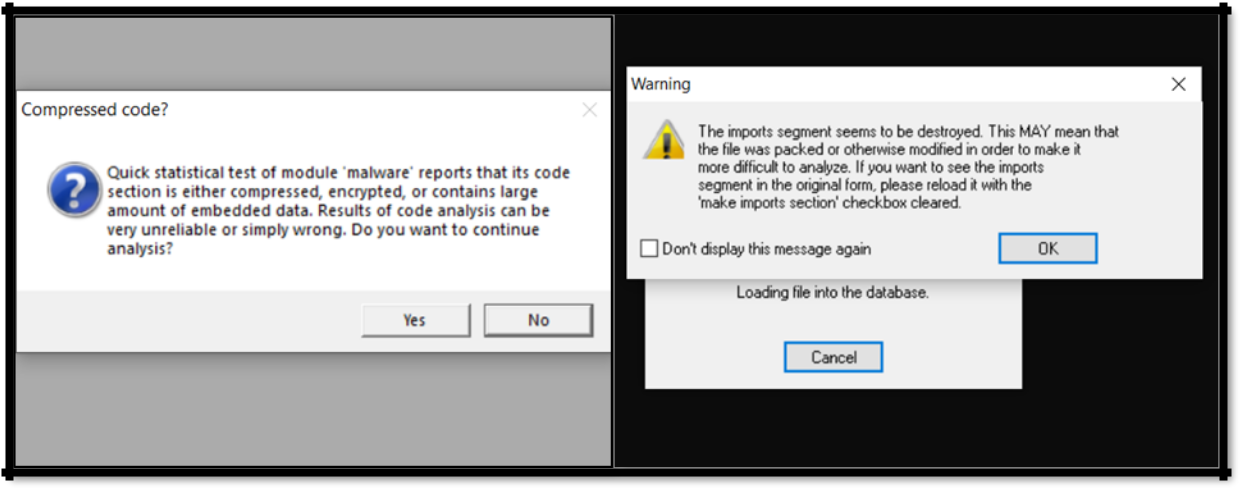 Compressed code?
Quick statistical test of module 'malware' reports that its code
section is either compressed, encrypted, or contains large
amount of embedded data. Results of code analysis can be
very unreliable or simply wrong. Do you want to continue
analysis?
Yes
No
Warning
The imports segment seems to be destroyed. This MAY mean that
the file was packed or otherwise modified in order to make it
more difficult to analyze. If you want to see the imports
segment in the original form, please reload it with the
'make imports section' checkbox cleared.
Don't display this message again
OK
Loading file into the database.
Cancel